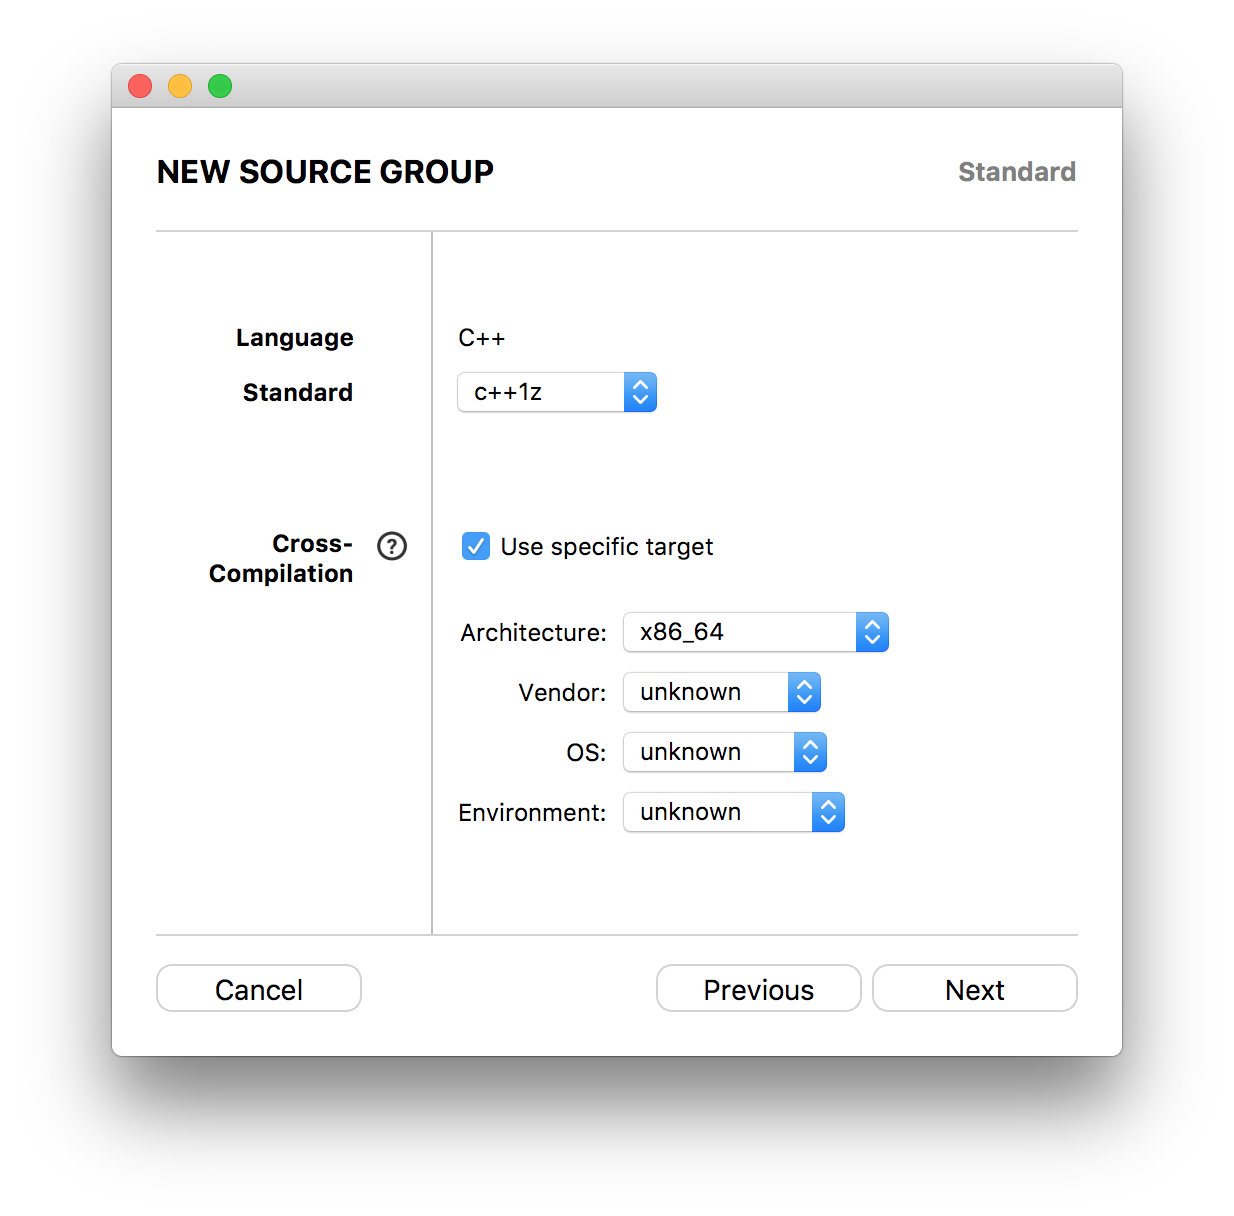 NEW SOURCE GROUP
Standard
Language
C++
Standard
c++1z
Cross-
Compilation
?
Use specific target
Architecture:
x86_64
Vendor:
unknown
OS:
unknown
Environment:
unknown
Cancel
Previous
Next